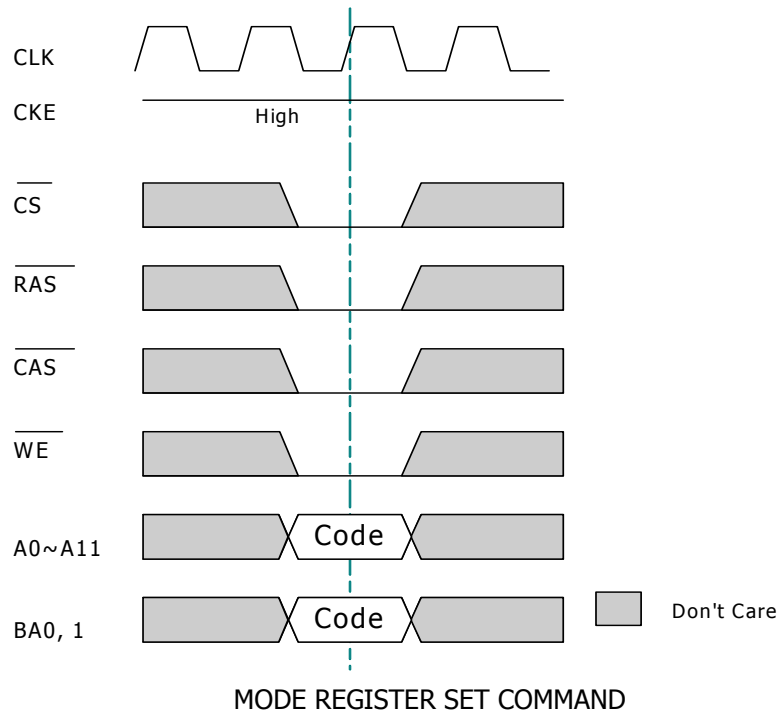 CLK
CKE
High
CS
RAS
CAS
WE
A0~A11
Code
BA0, 1
Code
Don't Care
MODE REGISTER SET COMMAND